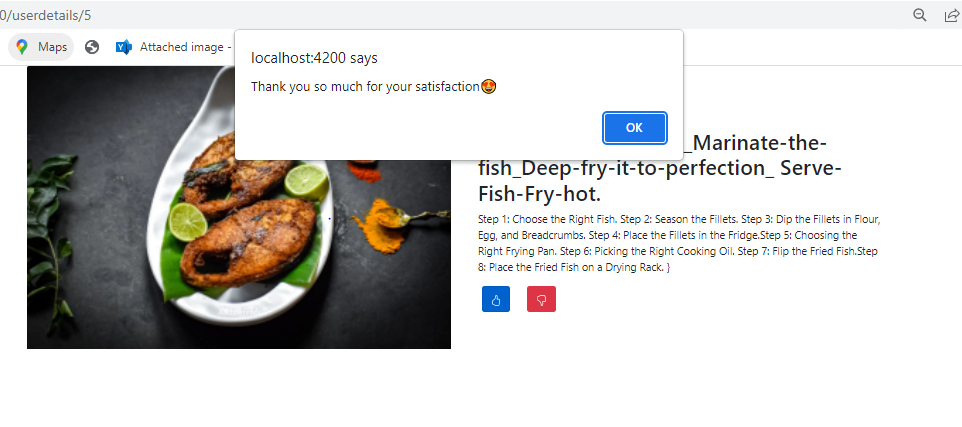 0/userdetails/5
Maps
Attached image -
localhost:4200 says
Thank you so much for your satisfaction😍
OK
_Marinate-the-
fish_Deep-fry-it-to-perfection_ Serve-
Fish-Fry-hot.
Step 1: Choose the Right Fish. Step 2: Season the Fillets. Step 3: Dip the Fillets in Flour,
Egg, and Breadcrumbs. Step 4: Place the Fillets in the Fridge.Step 5: Choosing the
Right Frying Pan. Step 6: Picking the Right Cooking Oil. Step 7: Flip the Fried Fish.Step
8: Place the Fried Fish on a Drying Rack. }